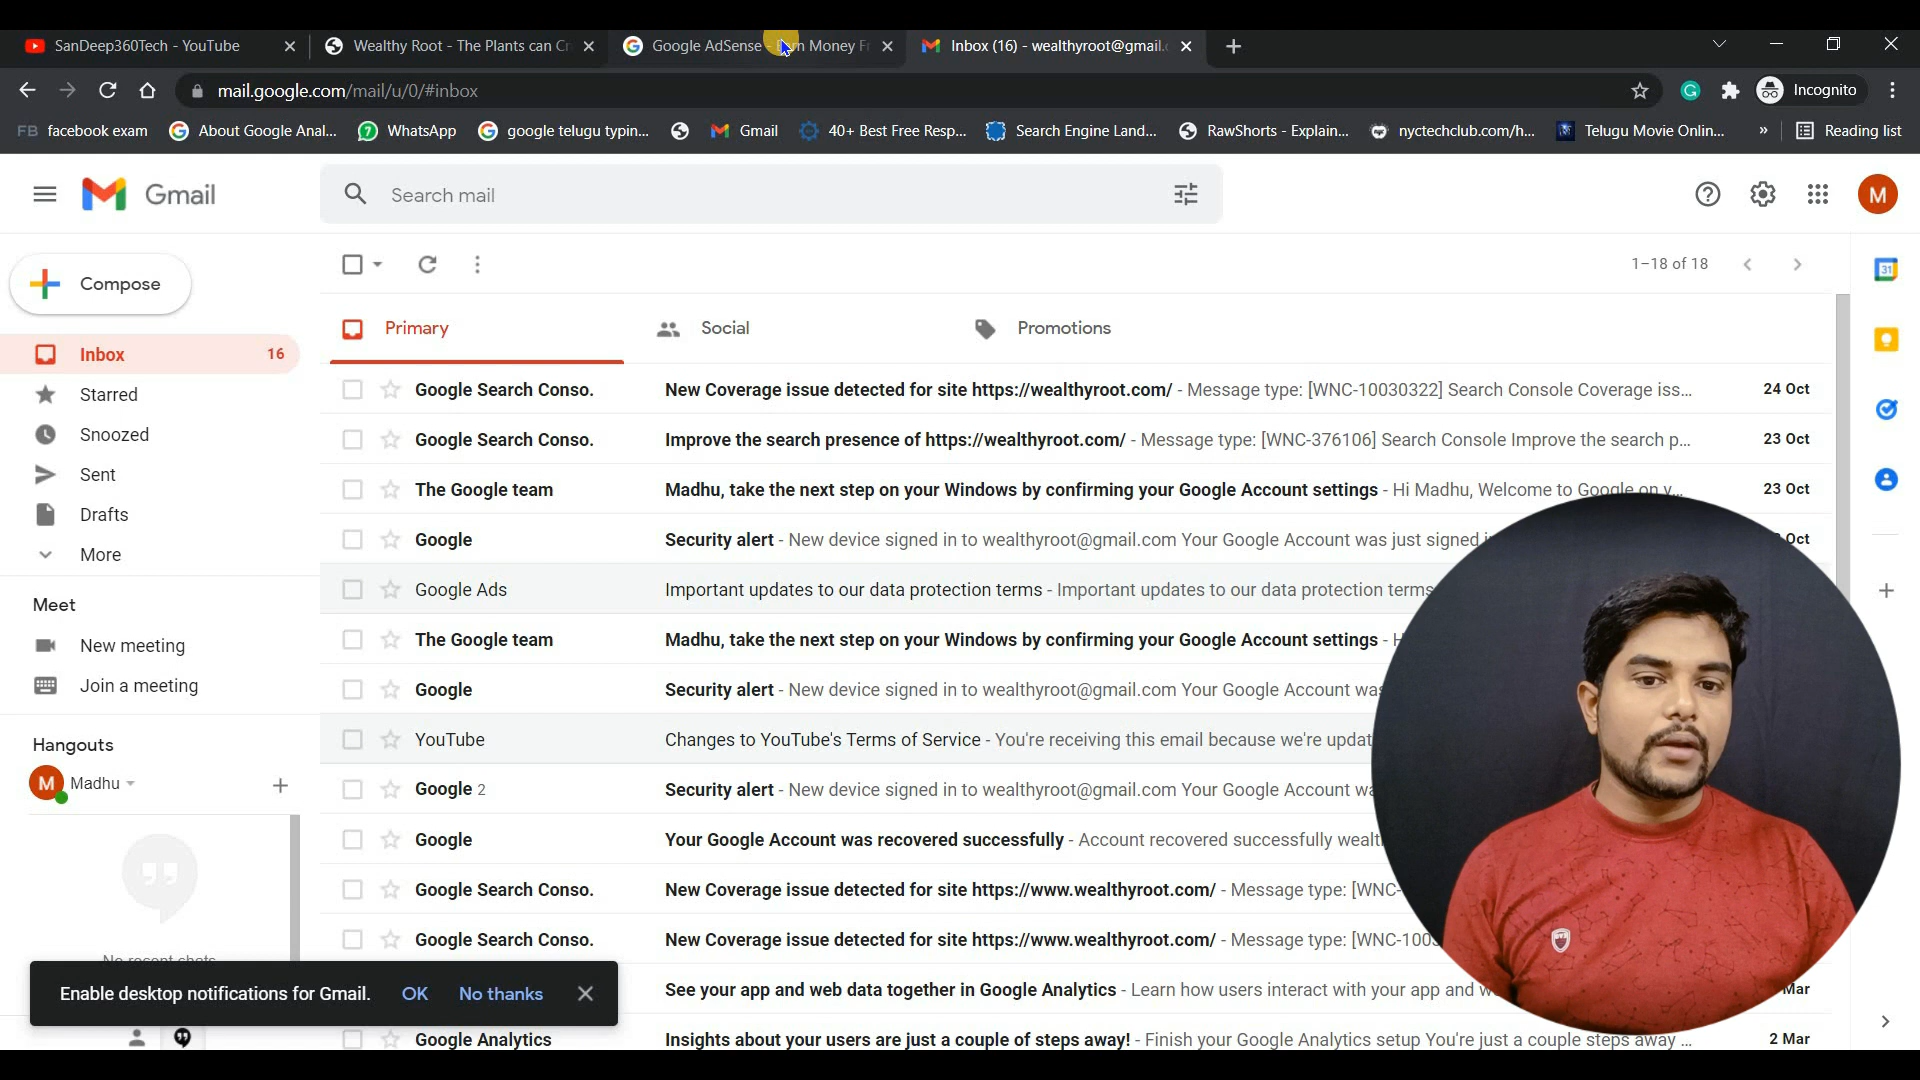 SanDeep360Tech - YouTube
Wealthy Root - The Plants can Cr
Google AdSense - Earn Money Fr
Inbox (16) - wealthyroot@gmail.c
mail.google.com/mail/u/0/#inbox
Incognito
FB facebook exam
About Google Anal...
WhatsApp
google telugu typin...
Gmail
40+ Best Free Resp...
Search Engine Land...
RawShorts - Explain...
nyctechclub.com/h...
Telugu Movie Onlin...
»
Reading list
Gmail
Search mail
M
Compose
1–18 of 18
31
Primary
Social
Promotions
Inbox 16
Starred
Snoozed
Sent
Drafts
More
Meet
New meeting
Join a meeting
Hangouts
M Madhu
No recent chats
Google Search Conso. New Coverage issue detected for site https://wealthyroot.com/ - Message type: [WNC-10030322] Search Console Coverage iss... 24 Oct
Google Search Conso. Improve the search presence of https://wealthyroot.com/ - Message type: [WNC-376106] Search Console Improve the search p... 23 Oct
The Google team Madhu, take the next step on your Windows by confirming your Google Account settings - Hi Madhu, Welcome to Google on y... 23 Oct
Google Security alert - New device signed in to wealthyroot@gmail.com Your Google Account was just signed Oct
Google Ads Important updates to our data protection terms - Important updates to our data protection terms
The Google team Madhu, take the next step on your Windows by confirming your Google Account settings - H
Google Security alert - New device signed in to wealthyroot@gmail.com Your Google Account was
YouTube Changes to YouTube's Terms of Service - You're receiving this email because we're updat
Google 2 Security alert - New device signed in to wealthyroot@gmail.com Your Google Account wa
Google Your Google Account was recovered successfully - Account recovered successfully wealt
Google Search Conso. New Coverage issue detected for site https://www.wealthyroot.com/ - Message type: [WNC-
Google Search Conso. New Coverage issue detected for site https://www.wealthyroot.com/ - Message type: [WNC-100
See your app and web data together in Google Analytics - Learn how users interact with your app and w Mar
Google Analytics Insights about your users are just a couple of steps away! - Finish your Google Analytics setup You're just a couple steps away ... 2 Mar
Enable desktop notifications for Gmail. OK No thanks